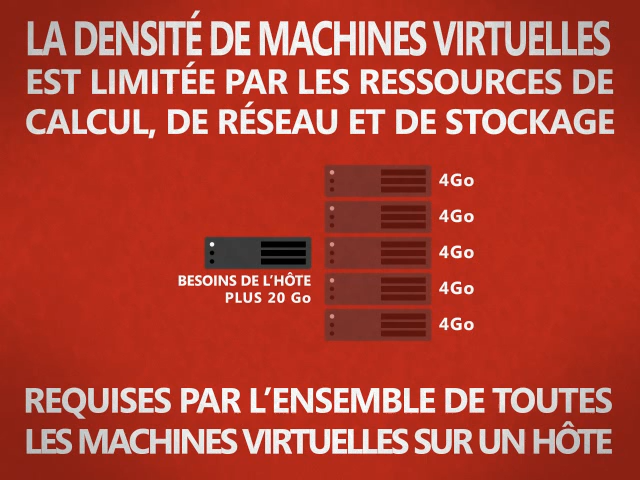 LA DENSITÉ DE MACHINES VIRTUELLES
EST LIMITÉE PAR LES RESSOURCES DE
CALCUL, DE RÉSEAU ET DE STOCKAGE
4Go
4Go
4Go
4Go
4Go
BESOINS DE L'HÔTE
PLUS 20 Go
REQUISES PAR L'ENSEMBLE DE TOUTES
LES MACHINES VIRTUELLES SUR UN HÔTE